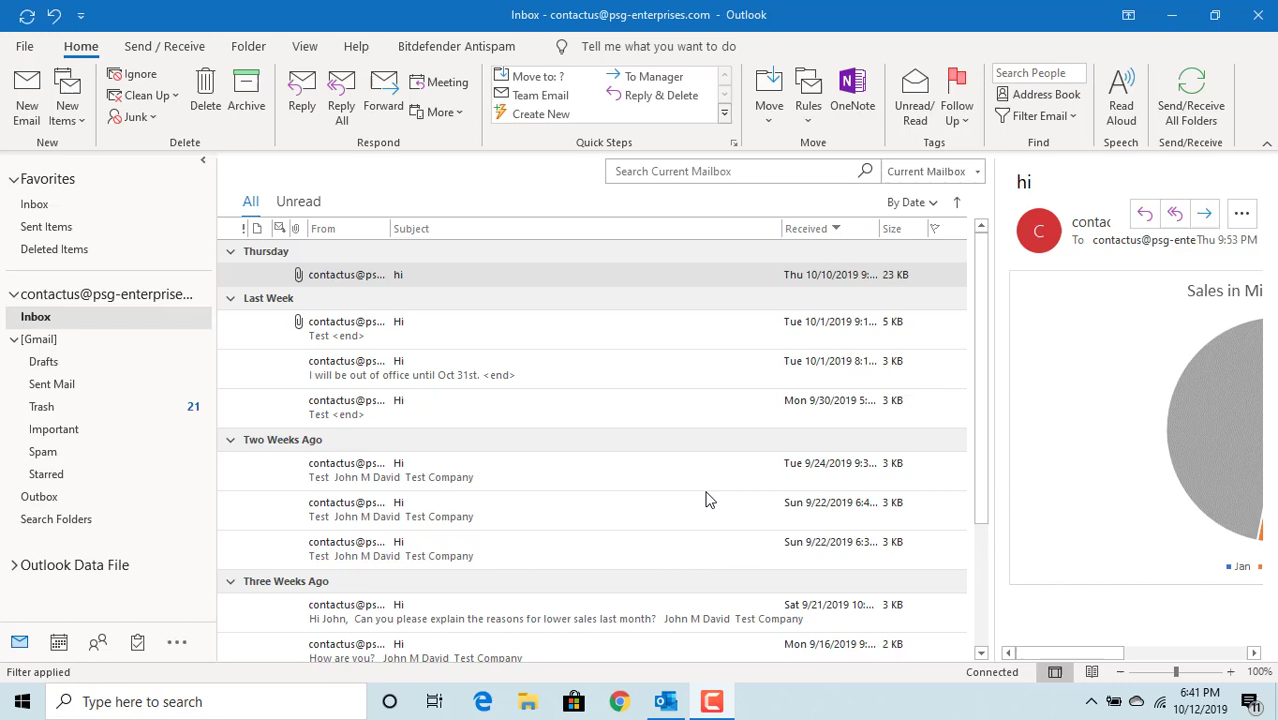 Inbox - contactus@psg-enterprises.com - Outlook
File Home Send / Receive Folder View Help Bitdefender Antispam Tell me what you want to do
New Email
New Items
New
Ignore
Clean Up
Junk
Delete
Archive
Delete
Reply
Reply All
Forward
Meeting
More
Respond
Move to: ?
Team Email
Create New
To Manager
Reply & Delete
Quick Steps
Move
Rules
OneNote
Move
Unread/ Read
Follow Up
Tags
Search People
Address Book
Filter Email
Find
Read Aloud
Speech
Send/Receive All Folders
Send/Receive
Favorites
Inbox
Sent Items
Deleted Items
contactus@psg-enterprise...
Inbox
[Gmail]
Drafts
Sent Mail
Trash 21
Important
Spam
Starred
Outbox
Search Folders
Outlook Data File
Search Current Mailbox Current Mailbox
All Unread By Date
! From Subject Received Size
Thursday
contactus@ps... hi Thu 10/10/2019 9:... 23 KB
Last Week
contactus@ps... Hi Tue 10/1/2019 9:1... 5 KB
Test <end>
contactus@ps... Hi Tue 10/1/2019 8:1... 3 KB
I will be out of office until Oct 31st. <end>
contactus@ps... Hi Mon 9/30/2019 5:... 3 KB
Test <end>
Two Weeks Ago
contactus@ps... Hi Tue 9/24/2019 9:3... 3 KB
Test John M David Test Company
contactus@ps... Hi Sun 9/22/2019 6:4... 3 KB
Test John M David Test Company
contactus@ps... Hi Sun 9/22/2019 6:3... 3 KB
Test John M David Test Company
Three Weeks Ago
contactus@ps... Hi Sat 9/21/2019 10:... 3 KB
Hi John, Can you please explain the reasons for lower sales last month? John M David Test Company
contactus@ps... Hi Mon 9/16/2019 ... 2 KB
How are you? John M David Test Company
hi
C
contac
To contactus@psg-ente Thu 9:53 PM
Sales in Mi
Jan
Filter applied Connected 100%
Type here to search
6:41 PM
10/12/2019
11